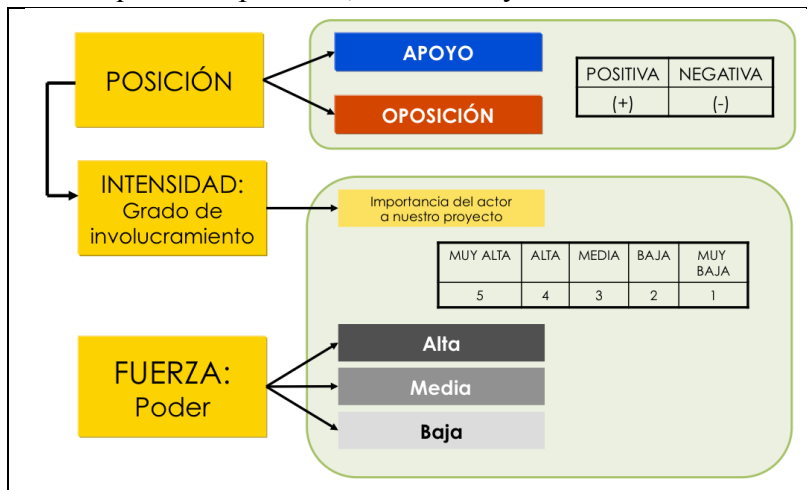 POSICIÓN
APOYO
OPOSICIÓN
POSITIVA NEGATIVA
(+) (-)
INTENSIDAD:
Grado de
involucramiento
Importancia del actor
a nuestro proyecto
MUY ALTA ALTA MEDIA BAJA MUY
BAJA
5 4 3 2 1
FUERZA:
Poder
Alta
Media
Baja